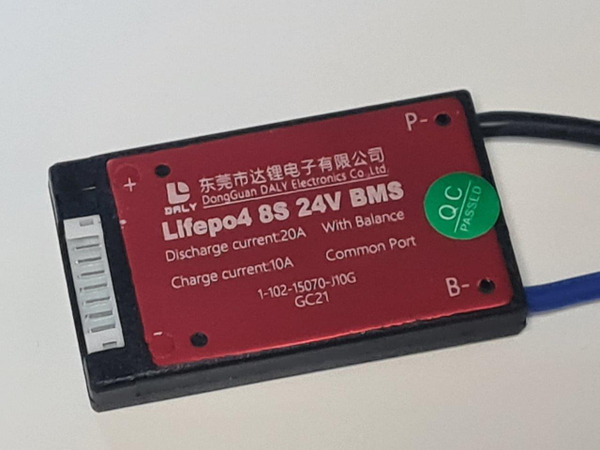 P-
+
DALY
东莞市达锂电子有限公司
DongGuan DALY Electronics Co.,Ltd
Lifepo4 8S 24V BMS
Discharge current:20A With Balance
Charge current:10A Common Port
1-102-15070-J10G
GC21
QC
PASSLD
B-
-